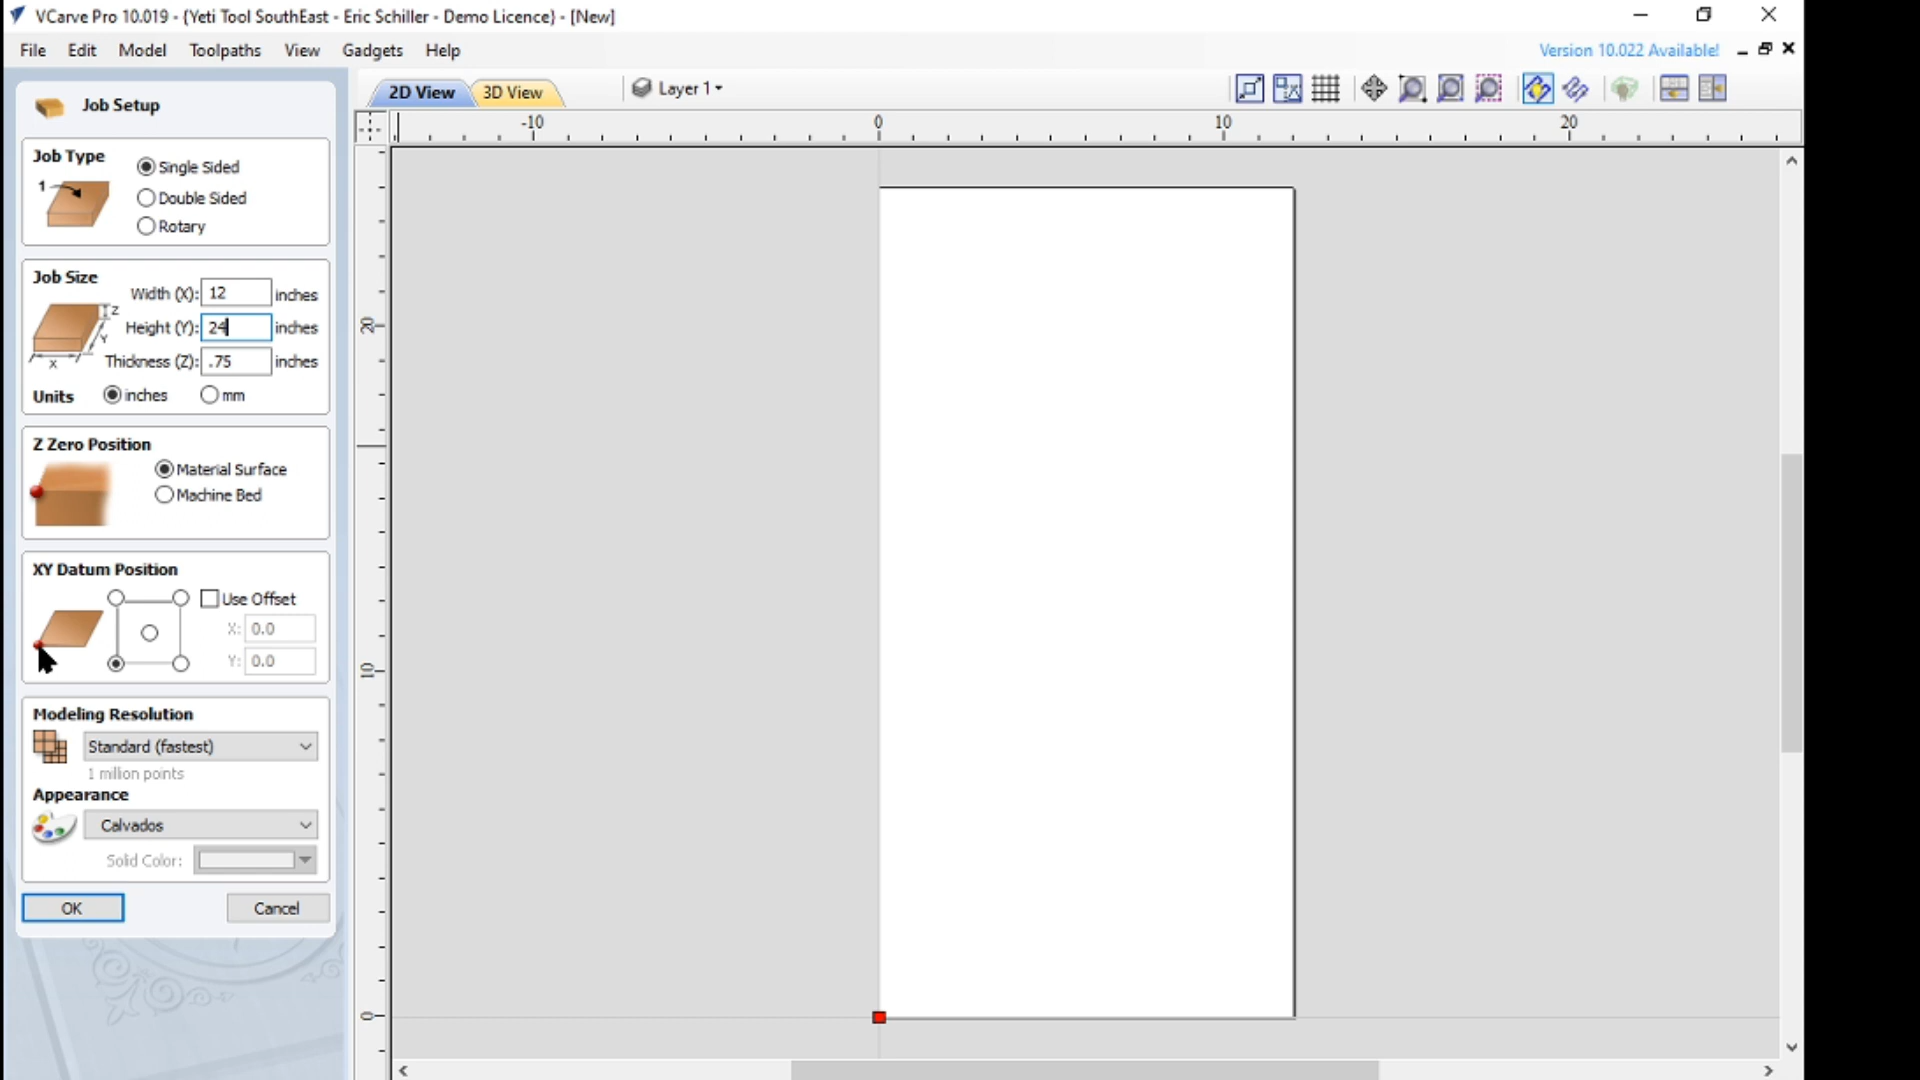 VCarve Pro 10.019 - {Yeti Tool SouthEast - Eric Schiller - Demo Licence} - [New]
File Edit Model Toolpaths View Gadgets Help
Version 10.022 Available!
Job Setup
2D View 3D View Layer 1
-10 0 10 20
Job Type
1
Single Sided
Double Sided
Rotary
Job Size
Width (X): 12 inches
Height (Y): 24 inches
Thickness (Z): .75 inches
Z
Y
X
Units inches mm
Z Zero Position
Material Surface
Machine Bed
XY Datum Position
Use Offset
X: 0.0
Y: 0.0
Modeling Resolution
Standard (fastest)
1 million points
Appearance
Calvados
Solid Color:
OK Cancel
20
10
0